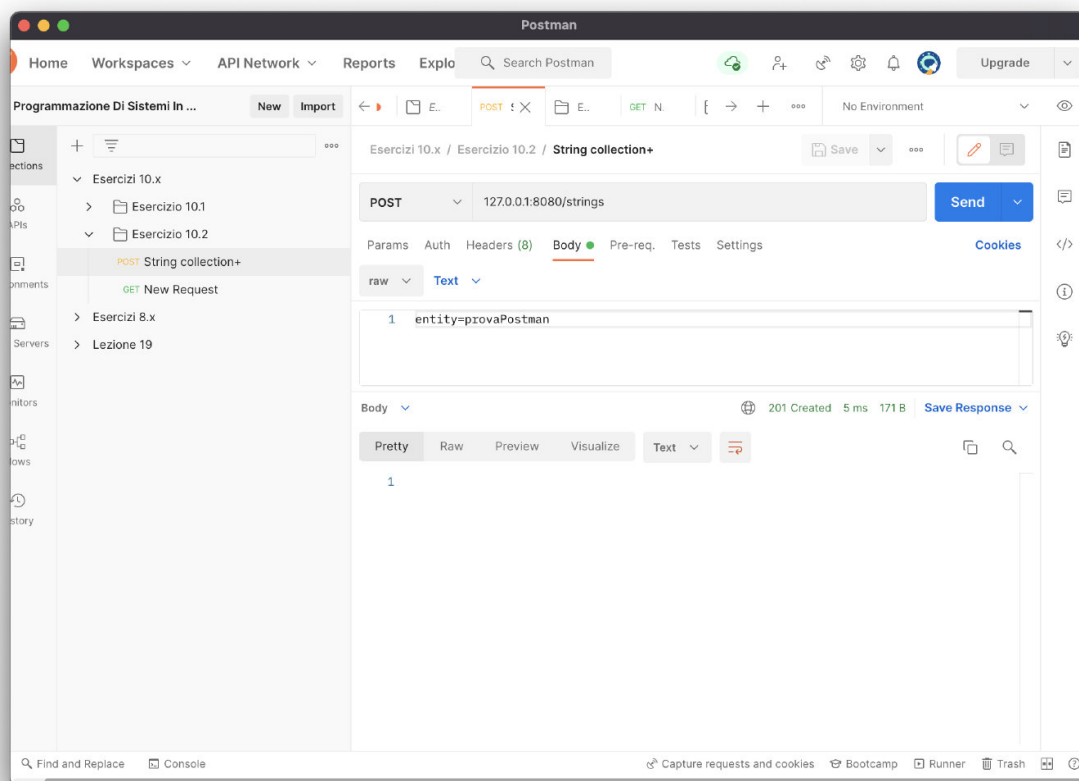 Postman
Home Workspaces API Network Reports Explo Search Postman Upgrade
Programmazione Di Sistemi In ... New Import E.. POST E.. GET N. No Environment
ections
APIs
onments
Servers
nitors
lows
story
Esercizi 10.x
Esercizio 10.1
Esercizio 10.2
POST String collection+
GET New Request
Esercizi 8.x
Lezione 19
Esercizi 10.x / Esercizio 10.2 / String collection+ Save
POST 127.0.0.1:8080/strings Send
Params Auth Headers (8) Body Pre-req. Tests Settings Cookies
raw Text
1 entity=provaPostman
Body 201 Created 5 ms 171 B Save Response
Pretty Raw Preview Visualize Text
1
Find and Replace Console Capture requests and cookies Bootcamp Runner Trash